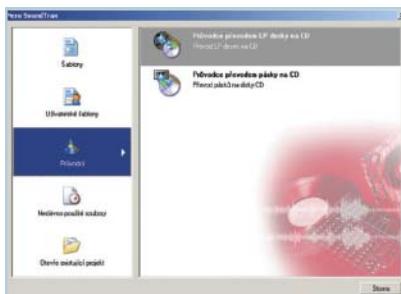 Nero SoundTrax
Šablony
Uživatelské šablony
Průvodci
Nedávno použité soubory
Otevře existující projekt
Průvodce převodem LP desky na CD
Převod LP desek na CD
Průvodce převodem pásky na CD
Převod pásků na disky CD
Storno